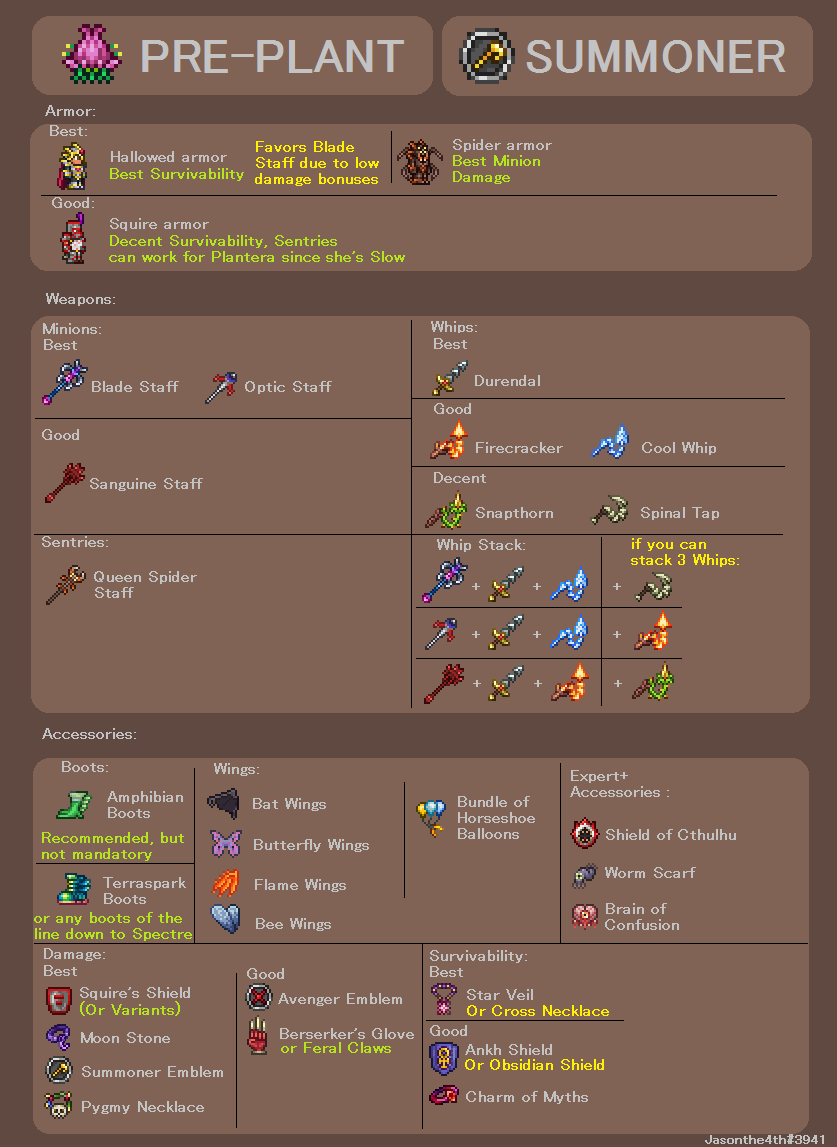 PRE-PLANT
SUMMONER
Armor:
Best:
Hallowed armor
Best Survivability
Favors Blade
Staff due to low
damage bonuses
Spider armor
Best Minion
Damage
Good:
Squire armor
Decent Survivability, Sentries
can work for Plantera since she's Slow
Weapons:
Minions:
Best
Blade Staff
Optic Staff
Good
Sanguine Staff
Sentries:
Queen Spider
Staff
Whips:
Best
Durendal
Good
Firecracker
Cool Whip
Decent
Snapthorn
Spinal Tap
Whip Stack:
if you can
stack 3 Whips:
+ + +
+ + +
+ + +
Accessories:
Boots:
Amphibian
Boots
Recommended, but
not mandatory
Terraspark
Boots
or any boots of the
line down to Spectre
Wings:
Bat Wings
Butterfly Wings
Flame Wings
Bee Wings
Bundle of
Horseshoe
Balloons
Expert+
Accessories :
Shield of Cthulhu
Worm Scarf
Brain of
Confusion
Damage:
Best
Squire's Shield
(Or Variants)
Moon Stone
Summoner Emblem
Pygmy Necklace
Good
Avenger Emblem
Berserker's Glove
or Feral Claws
Survivability:
Best
Star Veil
Or Cross Necklace
Good
Ankh Shield
Or Obsidian Shield
Charm of Myths
Jasonthe4th#3941